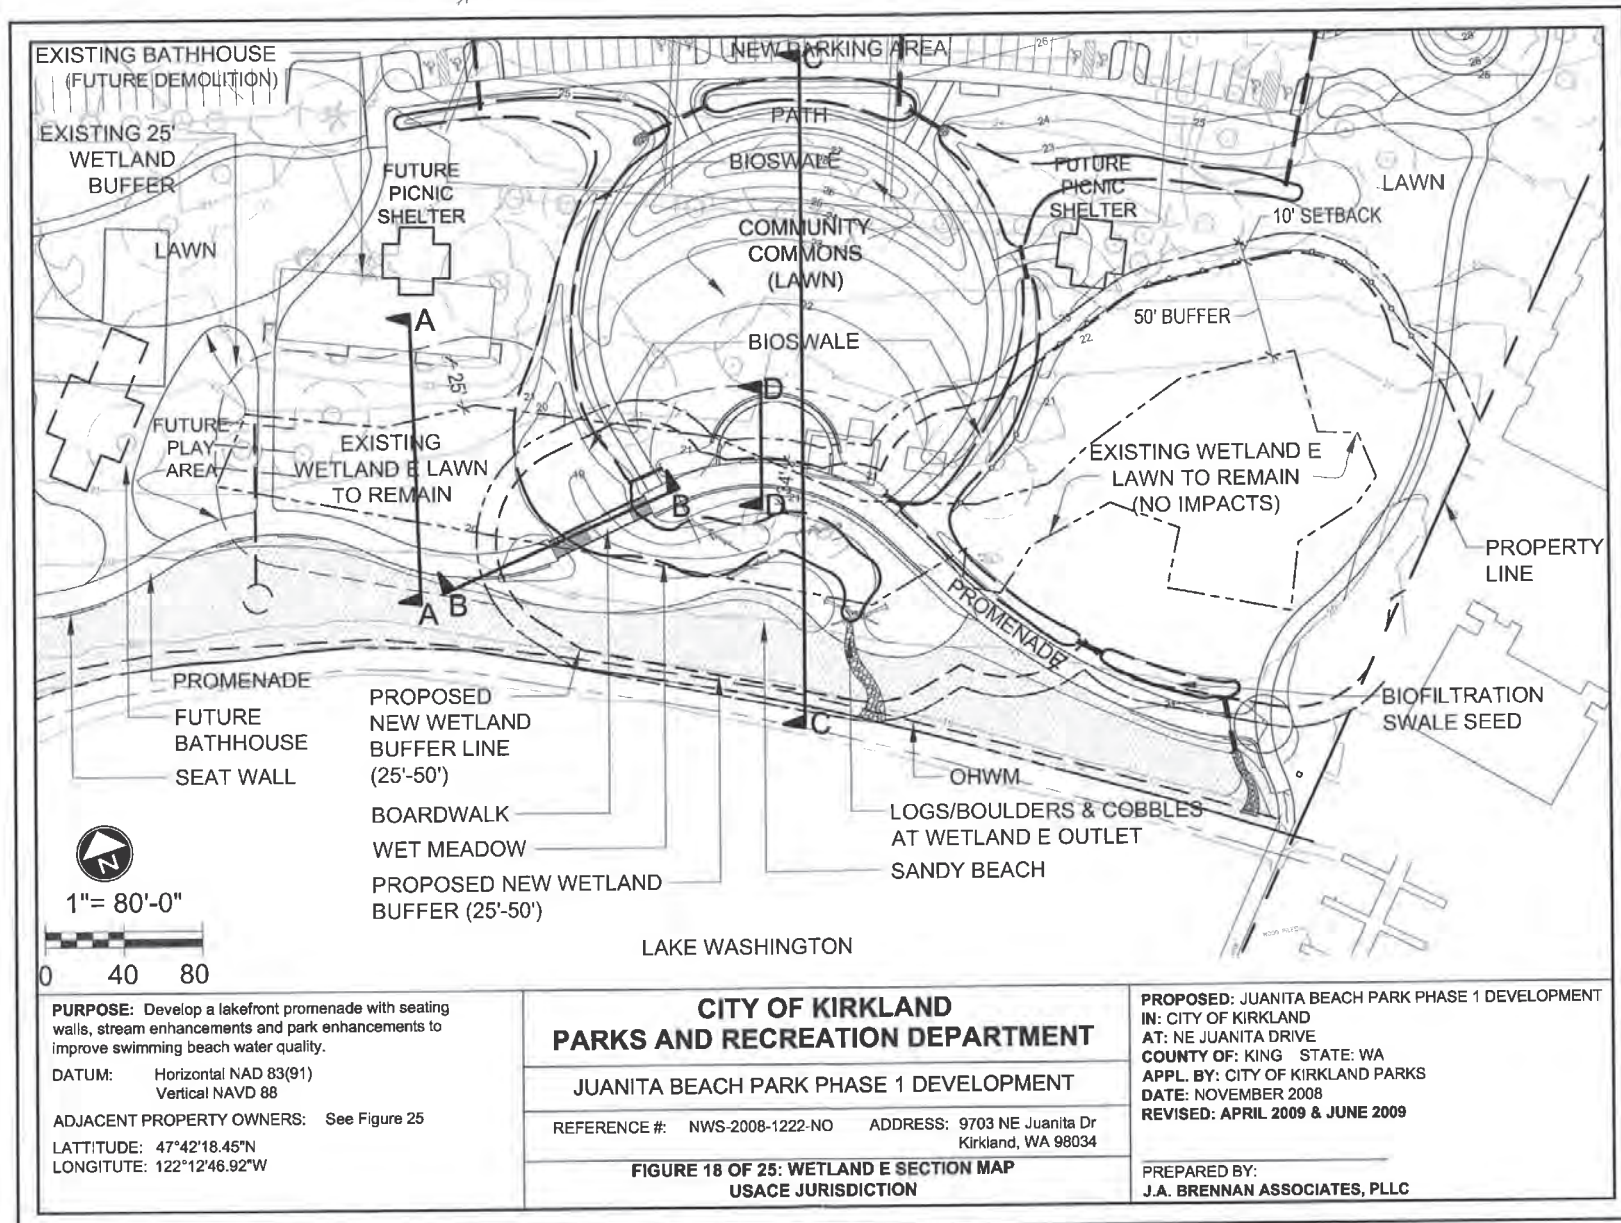 EXISTING BATHHOUSE
(FUTURE DEMOLITION)
NEW PARKING AREA
C
EXISTING 25'
WETLAND
BUFFER
PATH
BIOSWALE
FUTURE
PICNIC
SHELTER
FUTURE
PICNIC
SHELTER
LAWN
10' SETBACK
COMMUNITY
COMMONS
(LAWN)
LAWN
50' BUFFER
A
BIOSWALE
25'
D
FUTURE
PLAY
AREA
EXISTING
WETLAND E LAWN
TO REMAIN
EXISTING WETLAND E
LAWN TO REMAIN
(NO IMPACTS)
B
D
PROPERTY
LINE
PROMENADE
A
B
PROMENADE
FUTURE
BATHHOUSE
SEAT WALL
PROPOSED
NEW WETLAND
BUFFER LINE
(25'-50')
BIOFILTRATION
SWALE SEED
C
OHWM
BOARDWALK
LOGS/BOULDERS & COBBLES
AT WETLAND E OUTLET
WET MEADOW
SANDY BEACH
PROPOSED NEW WETLAND
BUFFER (25'-50')
N
1"= 80'-0"
0 40 80
LAKE WASHINGTON
PURPOSE: Develop a lakefront promenade with seating
walls, stream enhancements and park enhancements to
improve swimming beach water quality.
DATUM: Horizontal NAD 83(91)
Vertical NAVD 88
ADJACENT PROPERTY OWNERS: See Figure 25
LATTITUDE: 47°42'18.45"N
LONGITUTE: 122°12'46.92"W
CITY OF KIRKLAND
PARKS AND RECREATION DEPARTMENT
JUANITA BEACH PARK PHASE 1 DEVELOPMENT
REFERENCE #: NWS-2008-1222-NO ADDRESS: 9703 NE Juanita Dr
Kirkland, WA 98034
FIGURE 18 OF 25: WETLAND E SECTION MAP
USACE JURISDICTION
PROPOSED: JUANITA BEACH PARK PHASE 1 DEVELOPMENT
IN: CITY OF KIRKLAND
AT: NE JUANITA DRIVE
COUNTY OF: KING STATE: WA
APPL. BY: CITY OF KIRKLAND PARKS
DATE: NOVEMBER 2008
REVISED: APRIL 2009 & JUNE 2009
PREPARED BY:
J.A. BRENNAN ASSOCIATES, PLLC